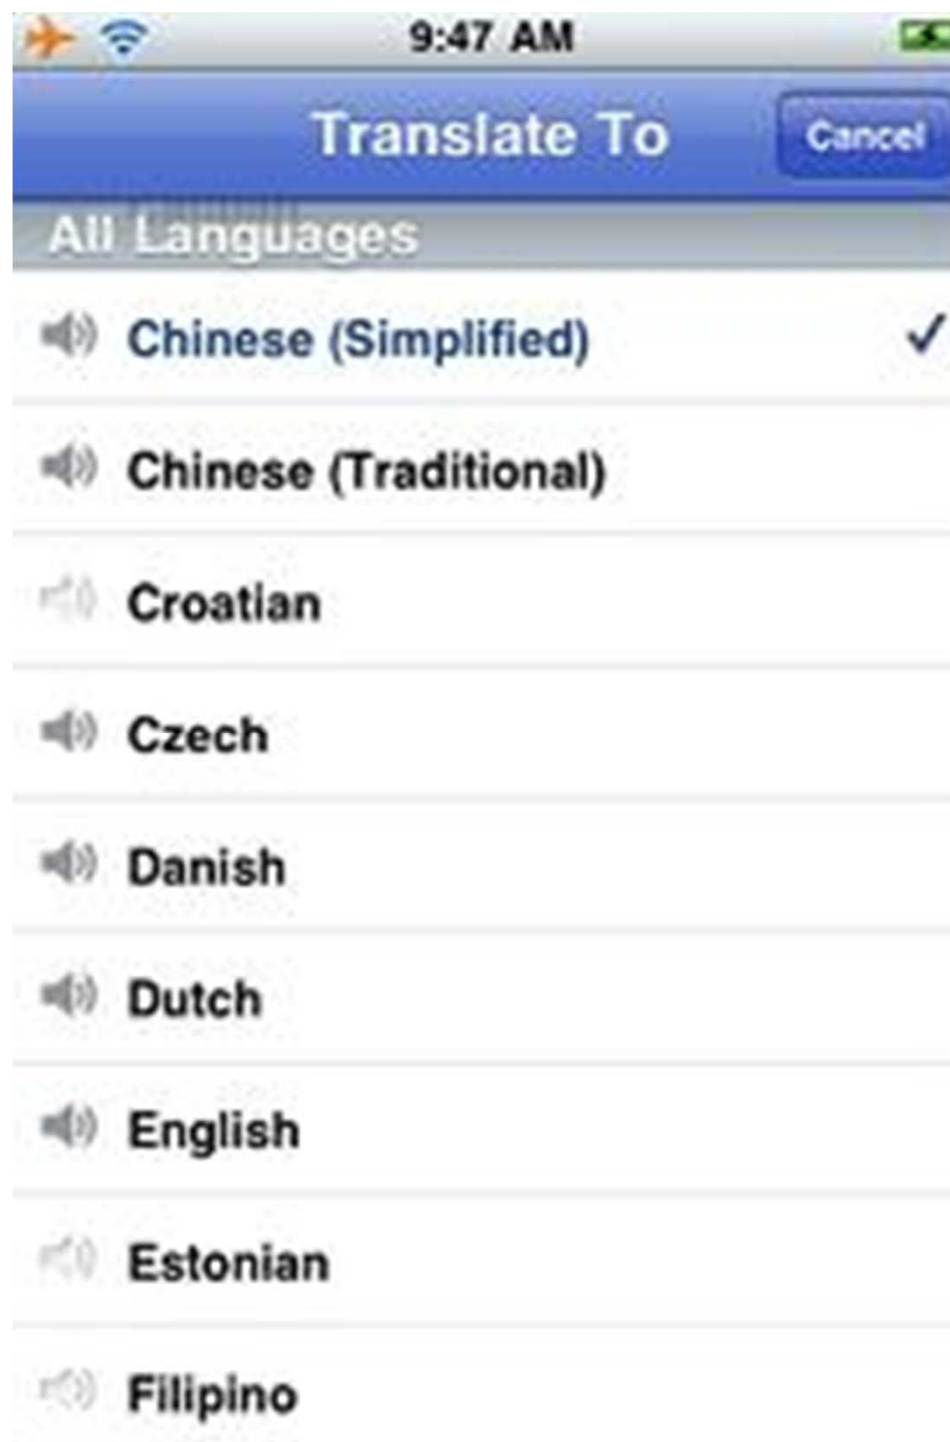 9:47 AM
Translate To
Cancel
All Languages
Chinese (Simplified)
Chinese (Traditional)
Croatian
Czech
Danish
Dutch
English
Estonian
Filipino